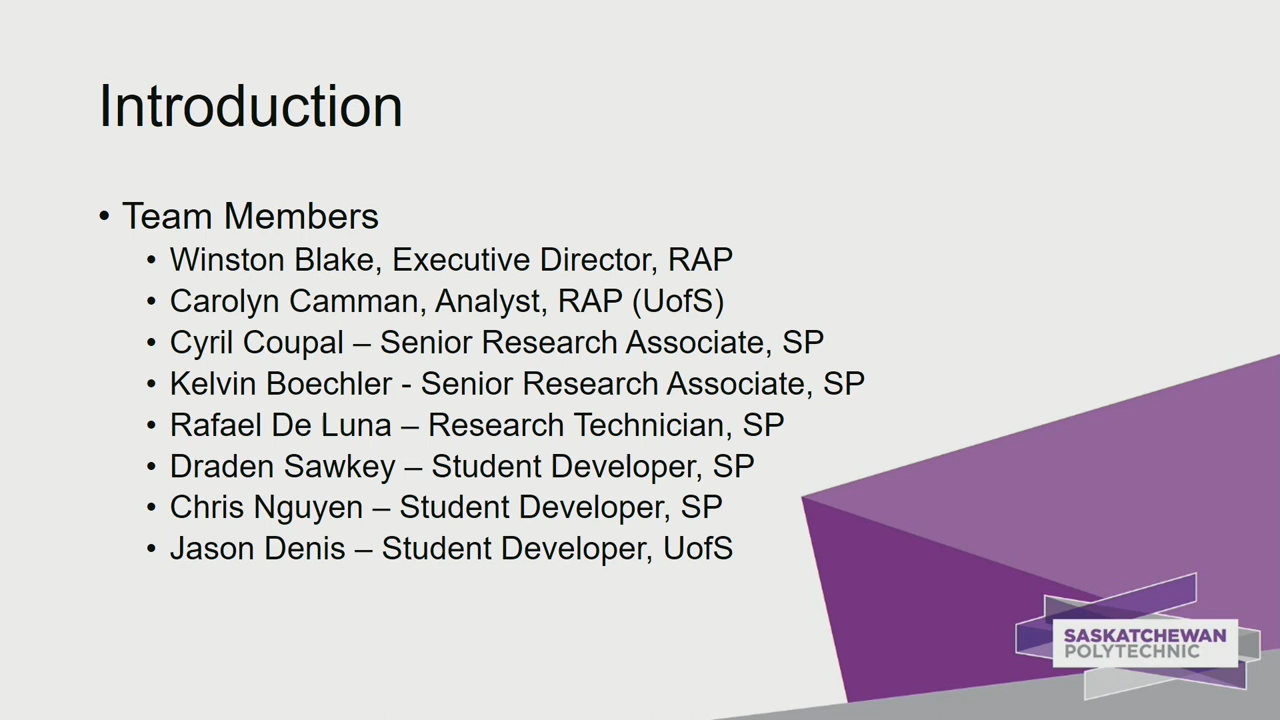 Introduction
• Team Members
• Winston Blake, Executive Director, RAP
• Carolyn Camman, Analyst, RAP (UofS)
• Cyril Coupal – Senior Research Associate, SP
• Kelvin Boechler - Senior Research Associate, SP
• Rafael De Luna – Research Technician, SP
• Draden Sawkey – Student Developer, SP
• Chris Nguyen – Student Developer, SP
• Jason Denis – Student Developer, UofS
SASKATCHEWAN
POLYTECHNIC